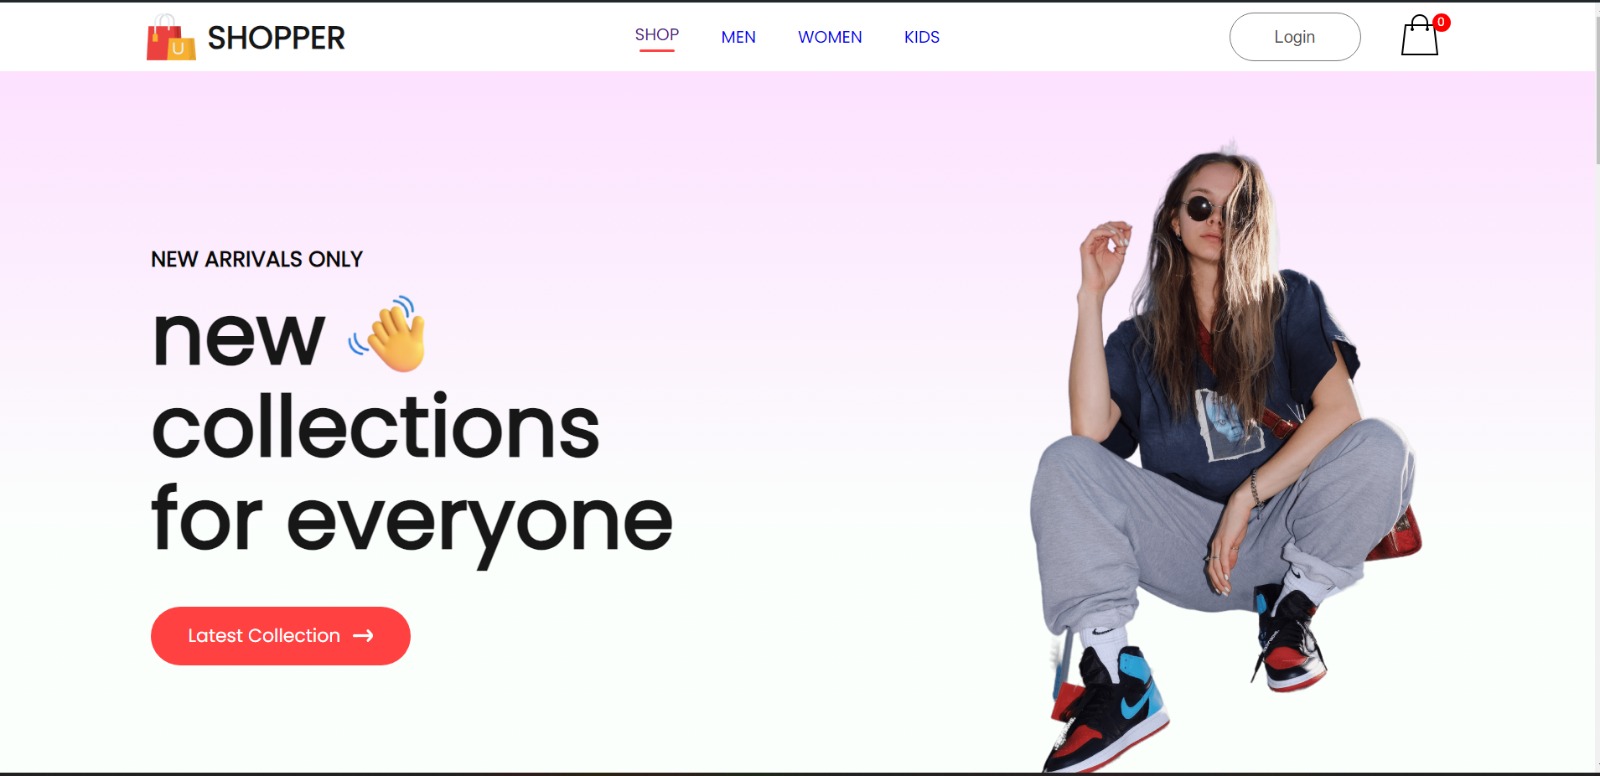 U
SHOPPER
SHOP
MEN
WOMEN
KIDS
Login
0
NEW ARRIVALS ONLY
new
collections
for everyone
Latest Collection